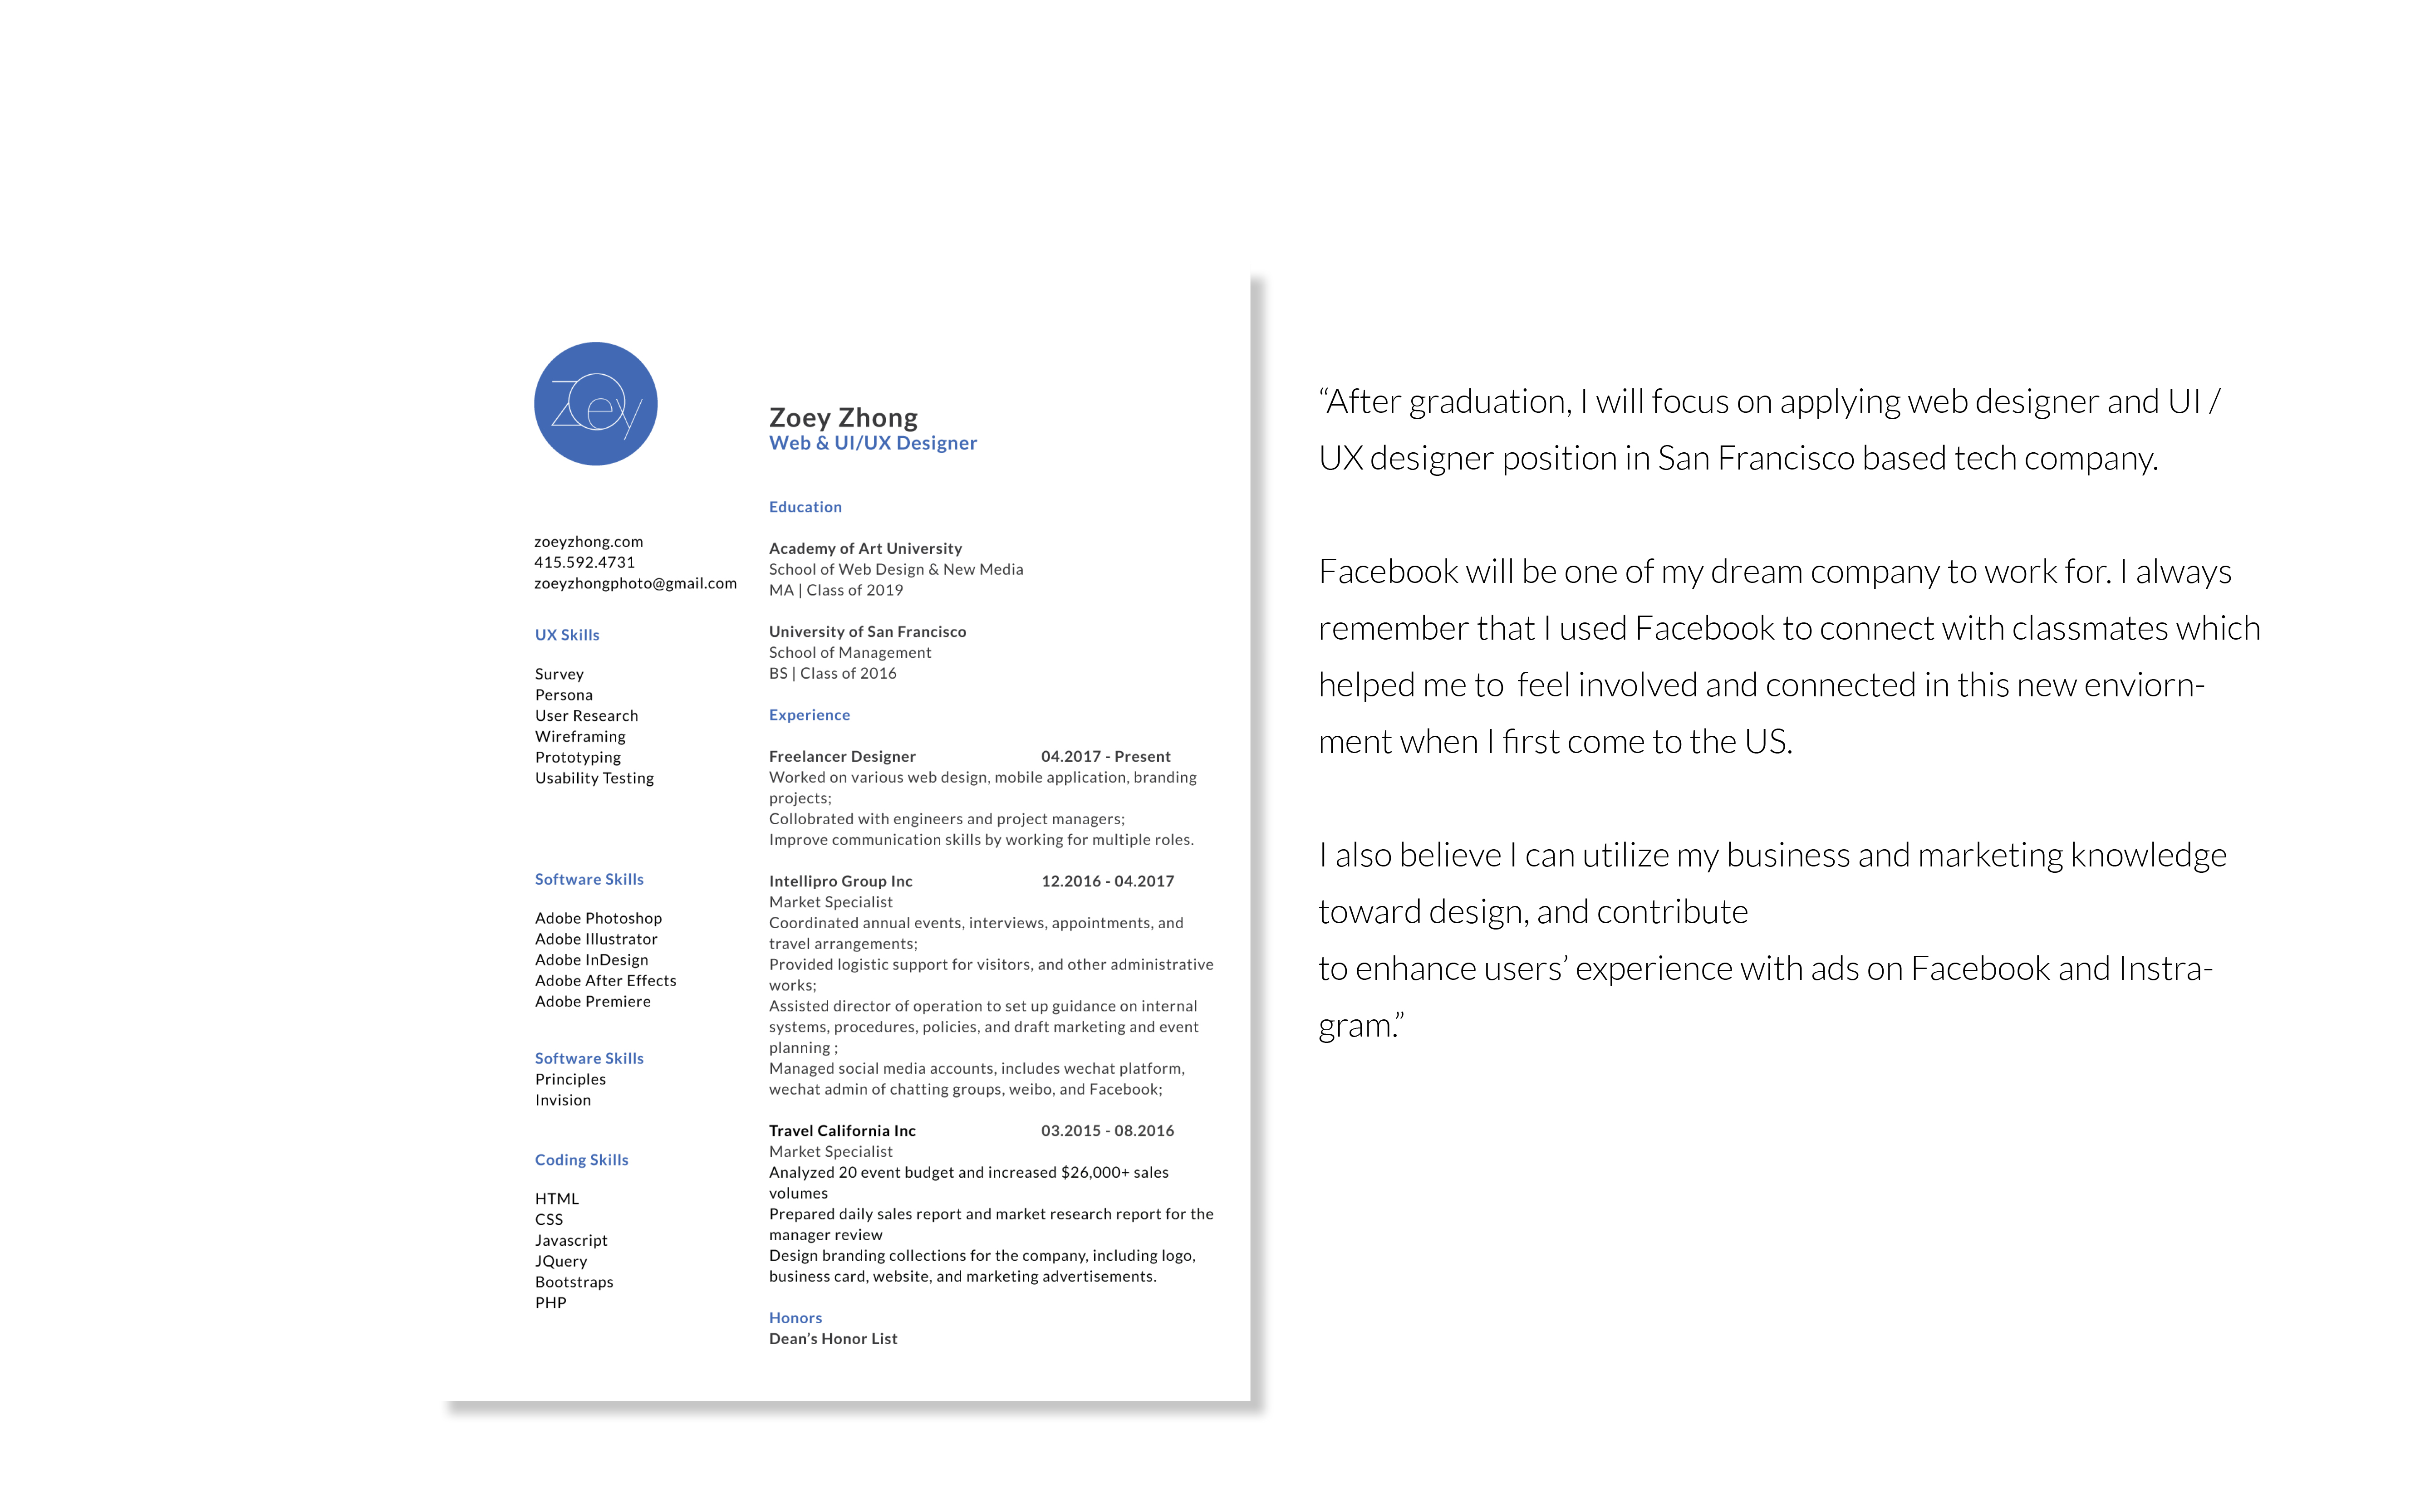 zoey
Zoey Zhong
Web & UI/UX Designer
zoeyzhong.com
415.592.4731
zoeyzhongphoto@gmail.com
UX Skills
Survey
Persona
User Research
Wireframing
Prototyping
Usability Testing
Software Skills
Adobe Photoshop
Adobe Illustrator
Adobe InDesign
Adobe After Effects
Adobe Premiere
Software Skills
Principles
Invision
Coding Skills
HTML
CSS
Javascript
JQuery
Bootstraps
PHP
Education
Academy of Art University
School of Web Design & New Media
MA | Class of 2019
University of San Francisco
School of Management
BS | Class of 2016
Experience
Freelancer Designer 04.2017 - Present
Worked on various web design, mobile application, branding
projects;
Collobrated with engineers and project managers;
Improve communication skills by working for multiple roles.
Intellipro Group Inc 12.2016 - 04.2017
Market Specialist
Coordinated annual events, interviews, appointments, and
travel arrangements;
Provided logistic support for visitors, and other administrative
works;
Assisted director of operation to set up guidance on internal
systems, procedures, policies, and draft marketing and event
planning ;
Managed social media accounts, includes wechat platform,
wechat admin of chatting groups, weibo, and Facebook;
Travel California Inc 03.2015 - 08.2016
Market Specialist
Analyzed 20 event budget and increased $26,000+ sales
volumes
Prepared daily sales report and market research report for the
manager review
Design branding collections for the company, including logo,
business card, website, and marketing advertisements.
Honors
Dean’s Honor List
“After graduation, I will focus on applying web designer and UI /
UX designer position in San Francisco based tech company.
Facebook will be one of my dream company to work for. I always
remember that I used Facebook to connect with classmates which
helped me to  feel involved and connected in this new enviorn-
ment when I first come to the US.
I also believe I can utilize my business and marketing knowledge
toward design, and contribute
to enhance users’ experience with ads on Facebook and Instra-
gram.”